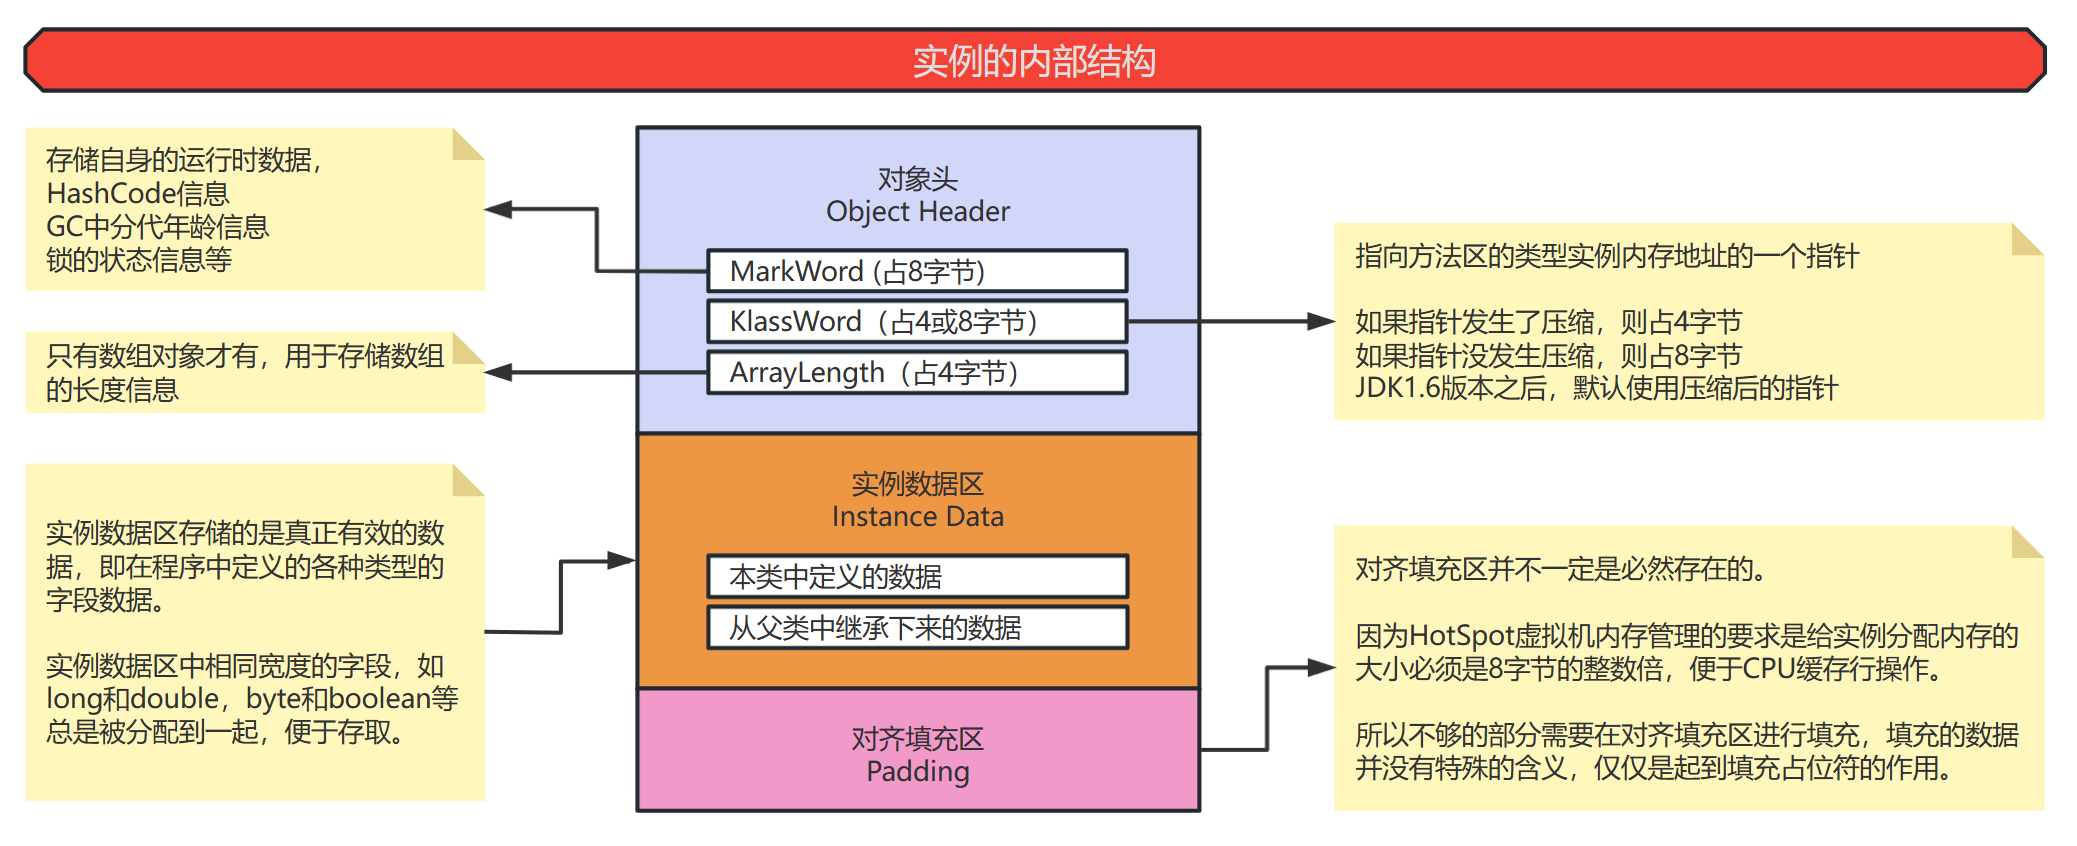 实例的内部结构
存储自身的运行时数据，
HashCode信息
GC中分代年龄信息
锁的状态信息等
只有数组对象才有，用于存储数组
的长度信息
实例数据区存储的是真正有效的数
据，即在程序中定义的各种类型的
字段数据。
实例数据区中相同宽度的字段，如
long和double，byte和boolean等
总是被分配到一起，便于存取。
对象头
Object Header
MarkWord (占8字节)
KlassWord（占4或8字节）
ArrayLength（占4字节）
实例数据区
Instance Data
本类中定义的数据
从父类中继承下来的数据
对齐填充区
Padding
指向方法区的类型实例内存地址的一个指针
如果指针发生了压缩，则占4字节
如果指针没发生压缩，则占8字节
JDK1.6版本之后，默认使用压缩后的指针
对齐填充区并不一定是必然存在的。
因为HotSpot虚拟机内存管理的要求是给实例分配内存的
大小必须是8字节的整数倍，便于CPU缓存行操作。
所以不够的部分需要在对齐填充区进行填充，填充的数据
并没有特殊的含义，仅仅是起到填充占位符的作用。